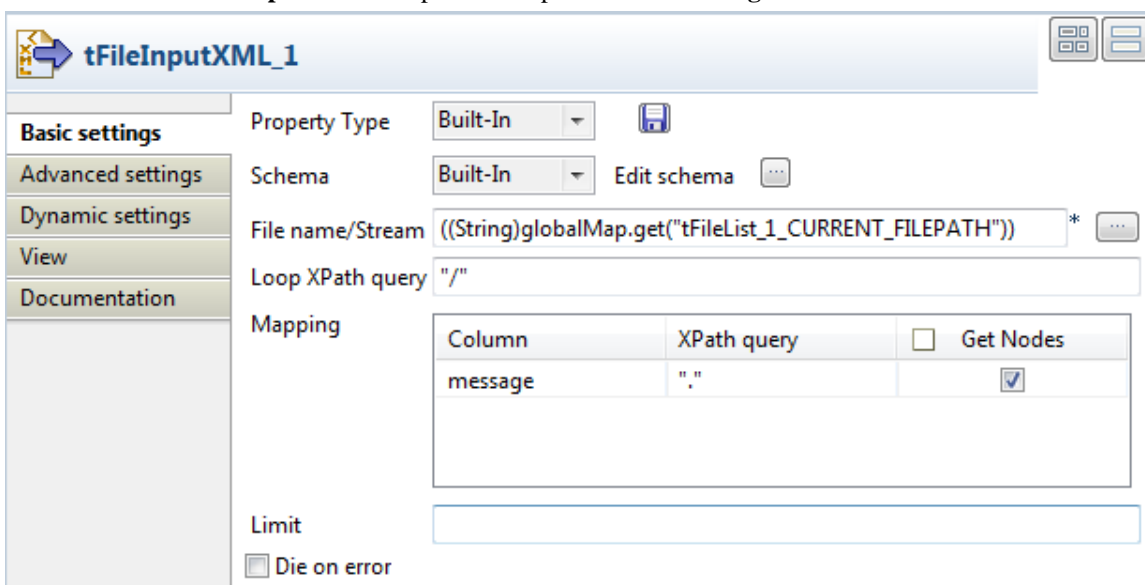 tFileInputXML_1
Basic settings
Advanced settings
Dynamic settings
View
Documentation
Property Type Built-In
Schema Built-In Edit schema ...
File name/Stream ((String)globalMap.get("tFileList_1_CURRENT_FILEPATH")) * ...
Loop XPath query "/"
Mapping
Column XPath query Get Nodes
message "."
Limit
Die on error